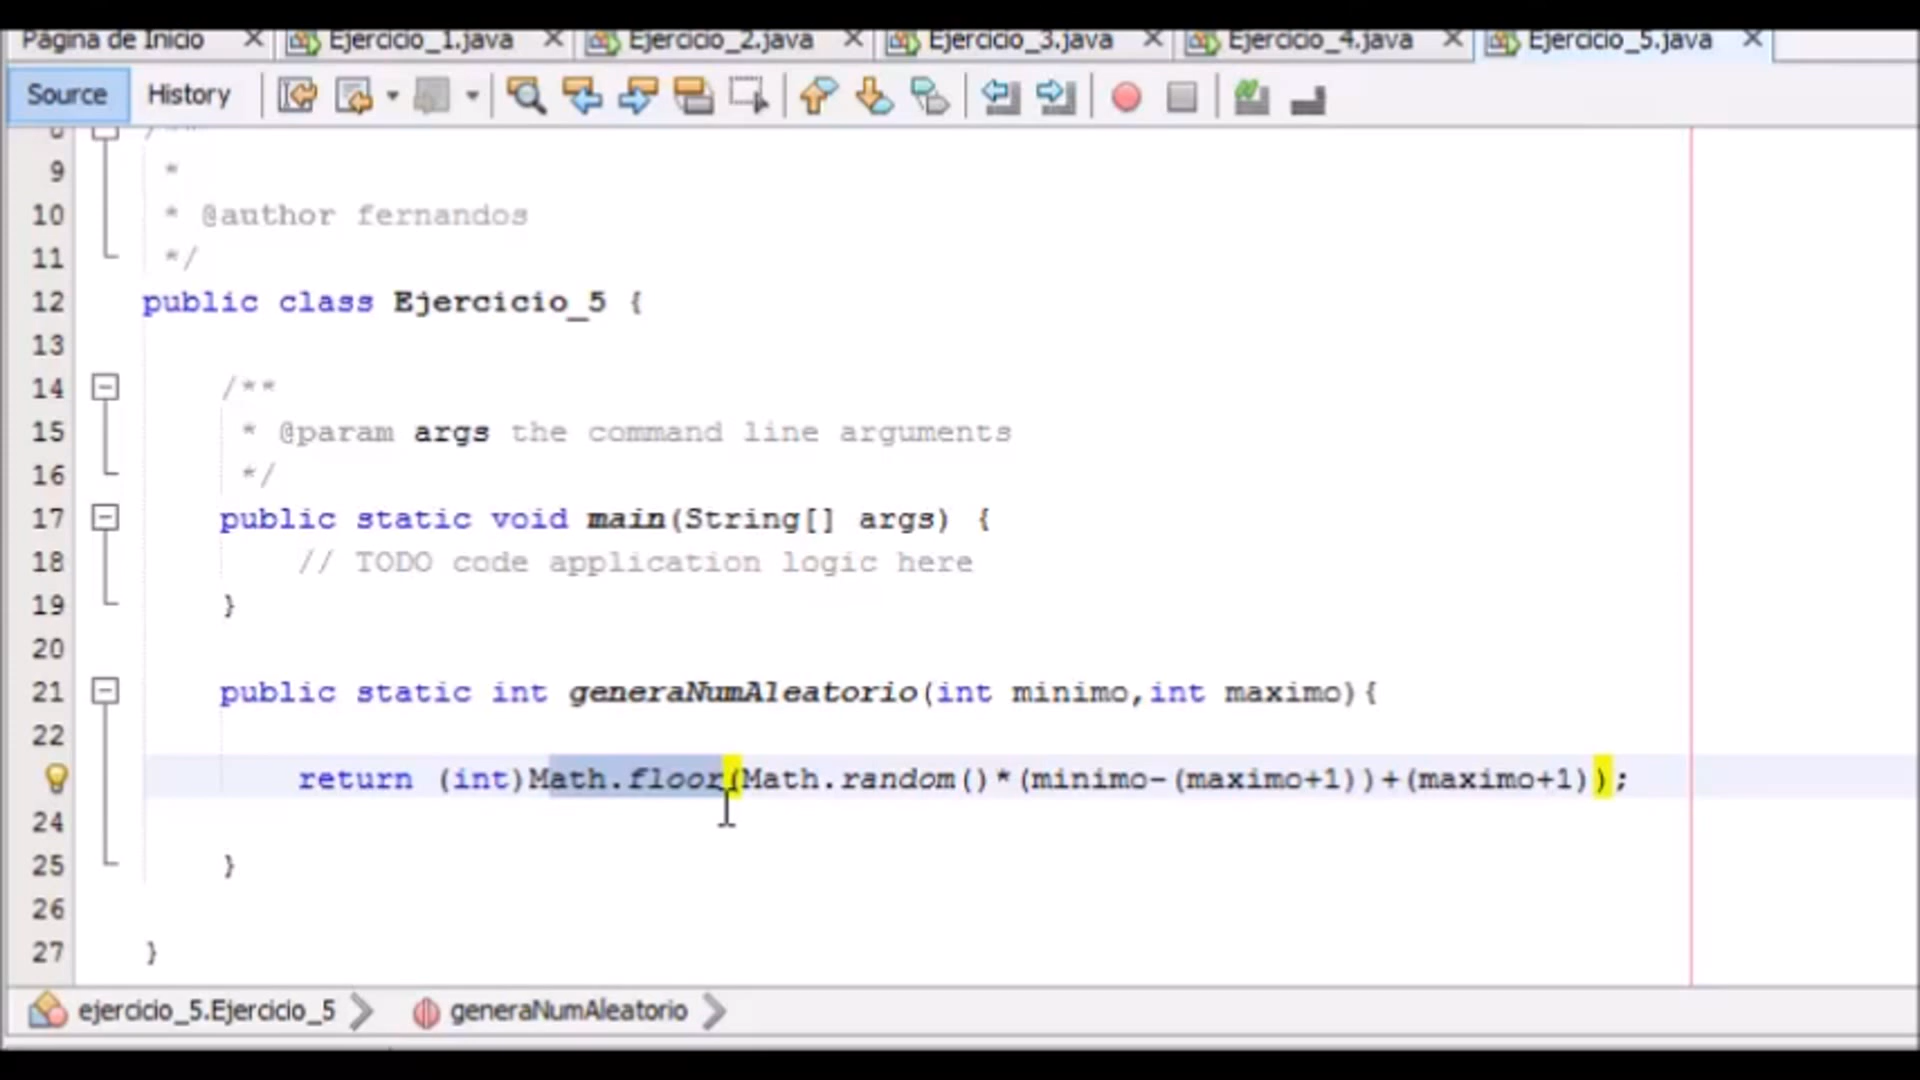 Página de Inicio Ejercicio_1.java Ejercicio_2.java Ejercicio_3.java Ejercicio_4.java Ejercicio_5.java
Source History
8 /**
9 *
10 * @author fernandos
11 */
12 public class Ejercicio_5 {
13
14 /**
15 * @param args the command line arguments
16 */
17 public static void main(String[] args) {
18 // TODO code application logic here
19 }
20
21 public static int generaNumAleatorio(int minimo,int maximo){
22
return (int)Math.floor(Math.random()*(minimo-(maximo+1))+(maximo+1));
24
25 }
26
27 }
ejercicio_5.Ejercicio_5 generaNumAleatorio